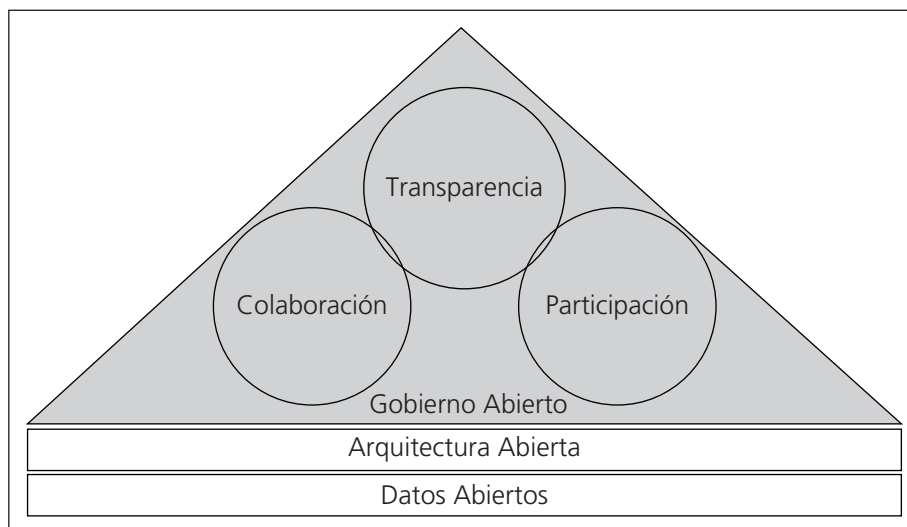 Transparencia
Colaboración
Participación
Gobierno Abierto
Arquitectura Abierta
Datos Abiertos